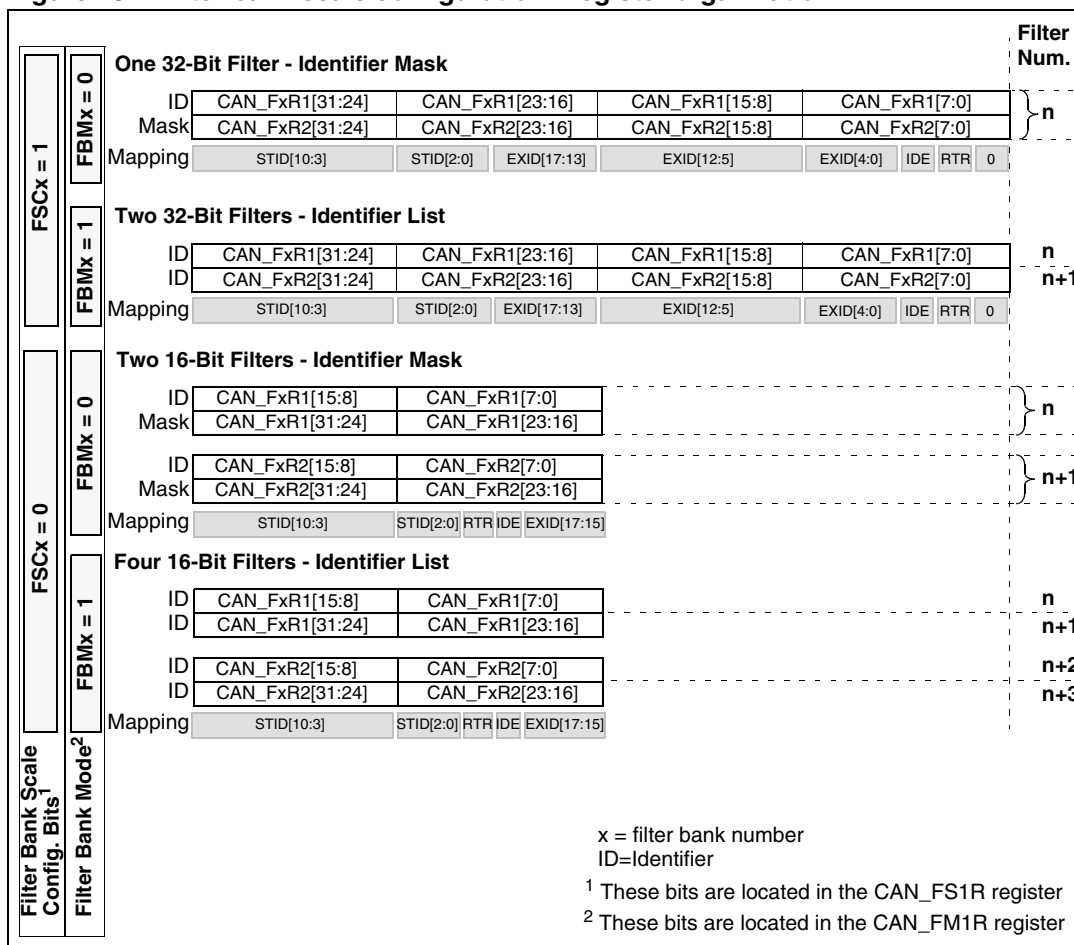 Filter
Num.
One 32-Bit Filter - Identifier Mask
ID CAN_FxR1[31:24] CAN_FxR1[23:16] CAN_FxR1[15:8] CAN_FxR1[7:0]
n
Mask CAN_FxR2[31:24] CAN_FxR2[23:16] CAN_FxR2[15:8] CAN_FxR2[7:0]
Mapping STID[10:3] STID[2:0] EXID[17:13] EXID[12:5] EXID[4:0] IDE RTR 0
FBMx = 0
FSCx = 1
Two 32-Bit Filters - Identifier List
ID CAN_FxR1[31:24] CAN_FxR1[23:16] CAN_FxR1[15:8] CAN_FxR1[7:0] n
ID CAN_FxR2[31:24] CAN_FxR2[23:16] CAN_FxR2[15:8] CAN_FxR2[7:0] n+1
Mapping STID[10:3] STID[2:0] EXID[17:13] EXID[12:5] EXID[4:0] IDE RTR 0
FBMx = 1
Two 16-Bit Filters - Identifier Mask
ID CAN_FxR1[15:8] CAN_FxR1[7:0]
n
Mask CAN_FxR1[31:24] CAN_FxR1[23:16]
ID CAN_FxR2[15:8] CAN_FxR2[7:0]
n+1
Mask CAN_FxR2[31:24] CAN_FxR2[23:16]
Mapping STID[10:3] STID[2:0] RTR IDE EXID[17:15]
FBMx = 0
FSCx = 0
Four 16-Bit Filters - Identifier List
ID CAN_FxR1[15:8] CAN_FxR1[7:0] n
ID CAN_FxR1[31:24] CAN_FxR1[23:16] n+1
ID CAN_FxR2[15:8] CAN_FxR2[7:0] n+2
ID CAN_FxR2[31:24] CAN_FxR2[23:16] n+3
Mapping STID[10:3] STID[2:0] RTR IDE EXID[17:15]
FBMx = 1
Filter Bank Scale
Config. Bits1
Filter Bank Mode2
x = filter bank number
ID=Identifier
1 These bits are located in the CAN_FS1R register
2 These bits are located in the CAN_FM1R register